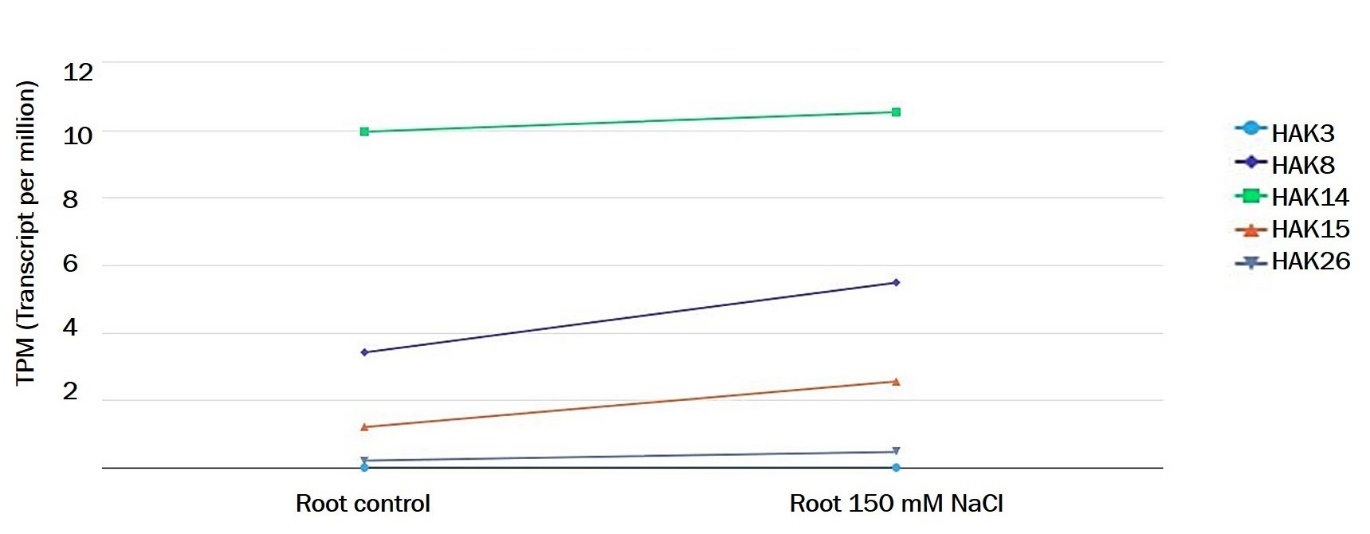 TPM (Transcript per million)
12
10
8
6
4
2
Root control
Root 150 mM NaCl
HAK3
HAK8
HAK14
HAK15
HAK26